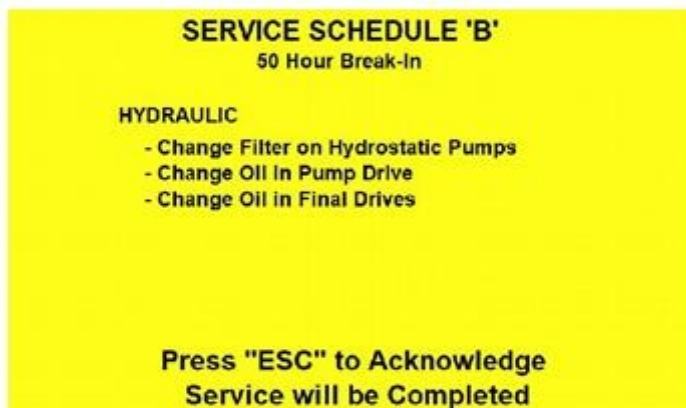 SERVICE SCHEDULE 'B'
50 Hour Break-In
HYDRAULIC
- Change Filter on Hydrostatic Pumps
- Change Oil in Pump Drive
- Change Oil in Final Drives
Press "ESC" to Acknowledge
Service will be Completed